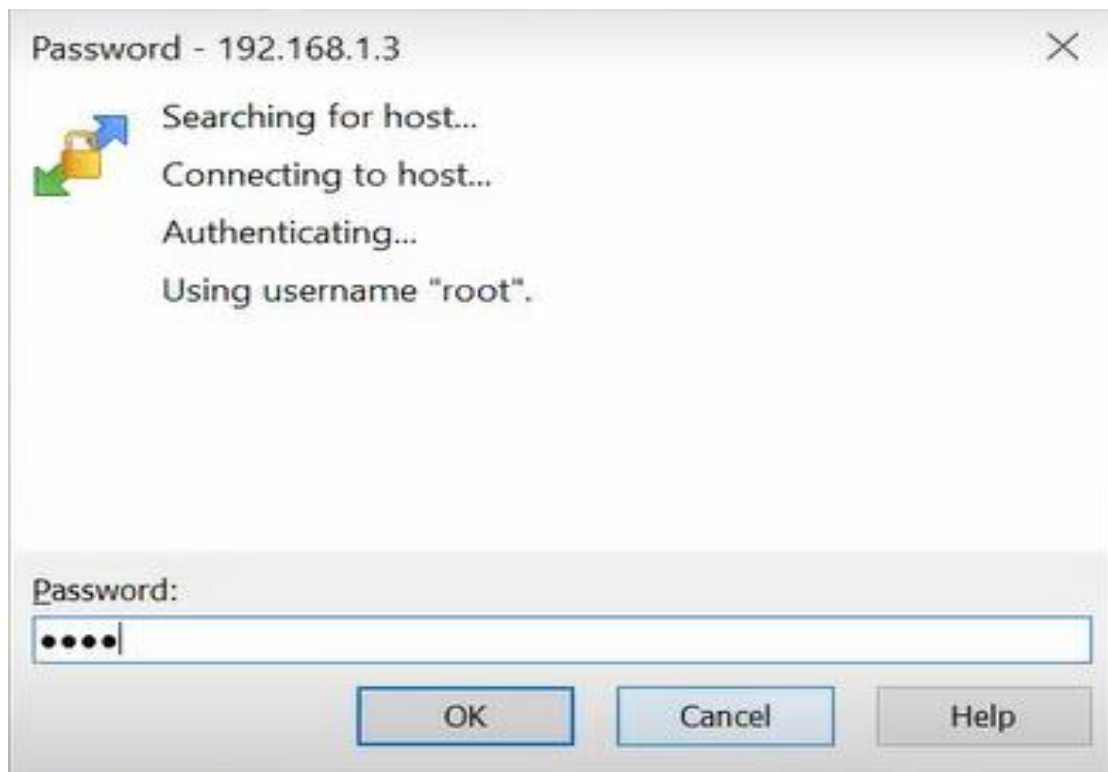 Password - 192.168.1.3
Searching for host...
Connecting to host...
Authenticating...
Using username "root".
Password:
••••
OK Cancel Help